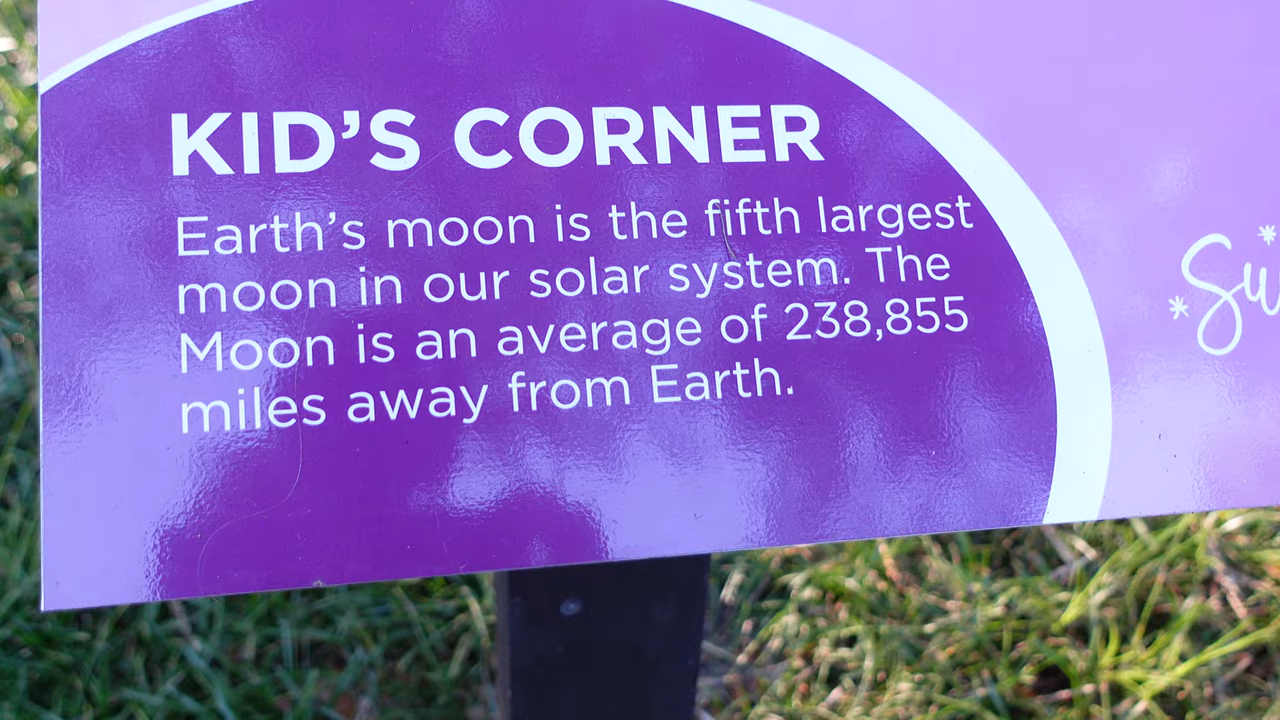 KID’S CORNER
Earth’s moon is the fifth largest
moon in our solar system. The
Moon is an average of 238,855
miles away from Earth.